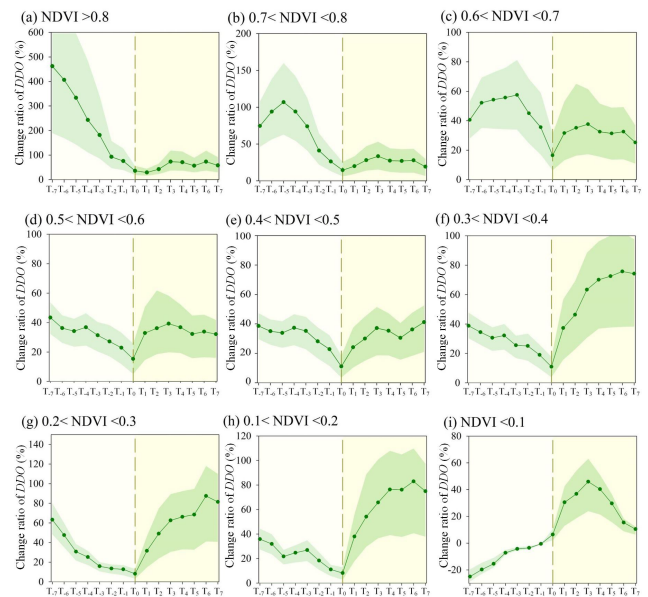 (a) NDVI >0.8
(b) 0.7< NDVI <0.8
(c) 0.6< NDVI <0.7
Change ratio of DDO (%)
600
500
400
300
200
100
0
T-7 T-6 T-5 T-4 T-3 T-2 T-1 T0 T1 T2 T3 T4 T5 T6 T7
Change ratio of DDO (%)
200
150
100
50
0
T-7 T-6 T-5 T-4 T-3 T-2 T-1 T0 T1 T2 T3 T4 T5 T6 T7
Change ratio of DDO (%)
100
80
60
40
20
0
T-7 T-6 T-5 T-4 T-3 T-2 T-1 T0 T1 T2 T3 T4 T5 T6 T7
(d) 0.5< NDVI <0.6
(e) 0.4< NDVI <0.5
(f) 0.3< NDVI <0.4
Change ratio of DDO (%)
100
80
60
40
20
0
T-7 T-6 T-5 T-4 T-3 T-2 T-1 T0 T1 T2 T3 T4 T5 T6 T7
Change ratio of DDO (%)
100
80
60
40
20
0
T-7 T-6 T-5 T-4 T-3 T-2 T-1 T0 T1 T2 T3 T4 T5 T6 T7
Change ratio of DDO (%)
100
80
60
40
20
0
T-7 T-6 T-5 T-4 T-3 T-2 T-1 T0 T1 T2 T3 T4 T5 T6 T7
(g) 0.2< NDVI <0.3
(h) 0.1< NDVI <0.2
(i) NDVI <0.1
Change ratio of DDO (%)
140
120
100
80
60
40
20
0
T-7 T-6 T-5 T-4 T-3 T-2 T-1 T0 T1 T2 T3 T4 T5 T6 T7
Change ratio of DDO (%)
120
100
80
60
40
20
0
T-7 T-6 T-5 T-4 T-3 T-2 T-1 T0 T1 T2 T3 T4 T5 T6 T7
Change ratio of DDO (%)
80
60
40
20
0
-20
T-7 T-6 T-5 T-4 T-3 T-2 T-1 T0 T1 T2 T3 T4 T5 T6 T7